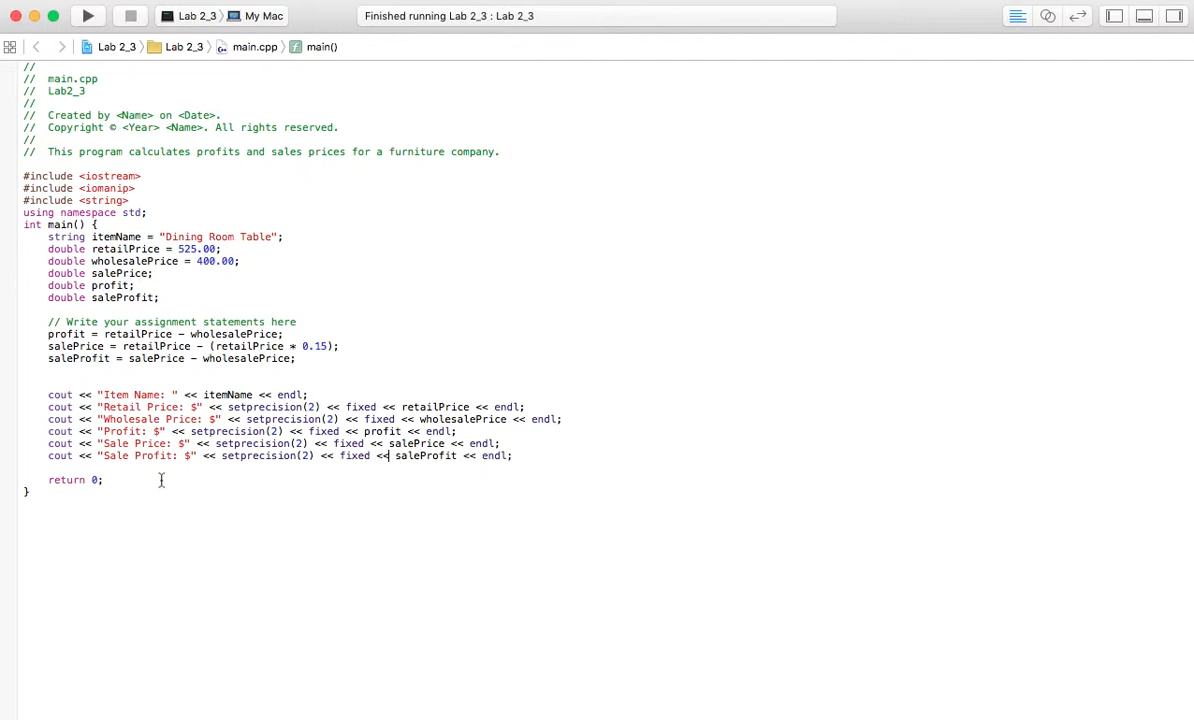 Lab 2_3 My Mac Finished running Lab 2_3 : Lab 2_3
Lab 2_3 Lab 2_3 main.cpp main()
//
//  main.cpp
//  Lab2_3
//
//  Created by <Name> on <Date>.
//  Copyright © <Year> <Name>. All rights reserved.
//
//  This program calculates profits and sales prices for a furniture company.
#include <iostream>
#include <iomanip>
#include <string>
using namespace std;
int main() {
    string itemName = "Dining Room Table";
    double retailPrice = 525.00;
    double wholesalePrice = 400.00;
    double salePrice;
    double profit;
    double saleProfit;
    // Write your assignment statements here
    profit = retailPrice - wholesalePrice;
    salePrice = retailPrice - (retailPrice * 0.15);
    saleProfit = salePrice - wholesalePrice;
    cout << "Item Name: " << itemName << endl;
    cout << "Retail Price: $" << setprecision(2) << fixed << retailPrice << endl;
    cout << "Wholesale Price: $" << setprecision(2) << fixed << wholesalePrice << endl;
    cout << "Profit: $" << setprecision(2) << fixed << profit << endl;
    cout << "Sale Price: $" << setprecision(2) << fixed << salePrice << endl;
    cout << "Sale Profit: $" << setprecision(2) << fixed << saleProfit << endl;
    return 0;
}